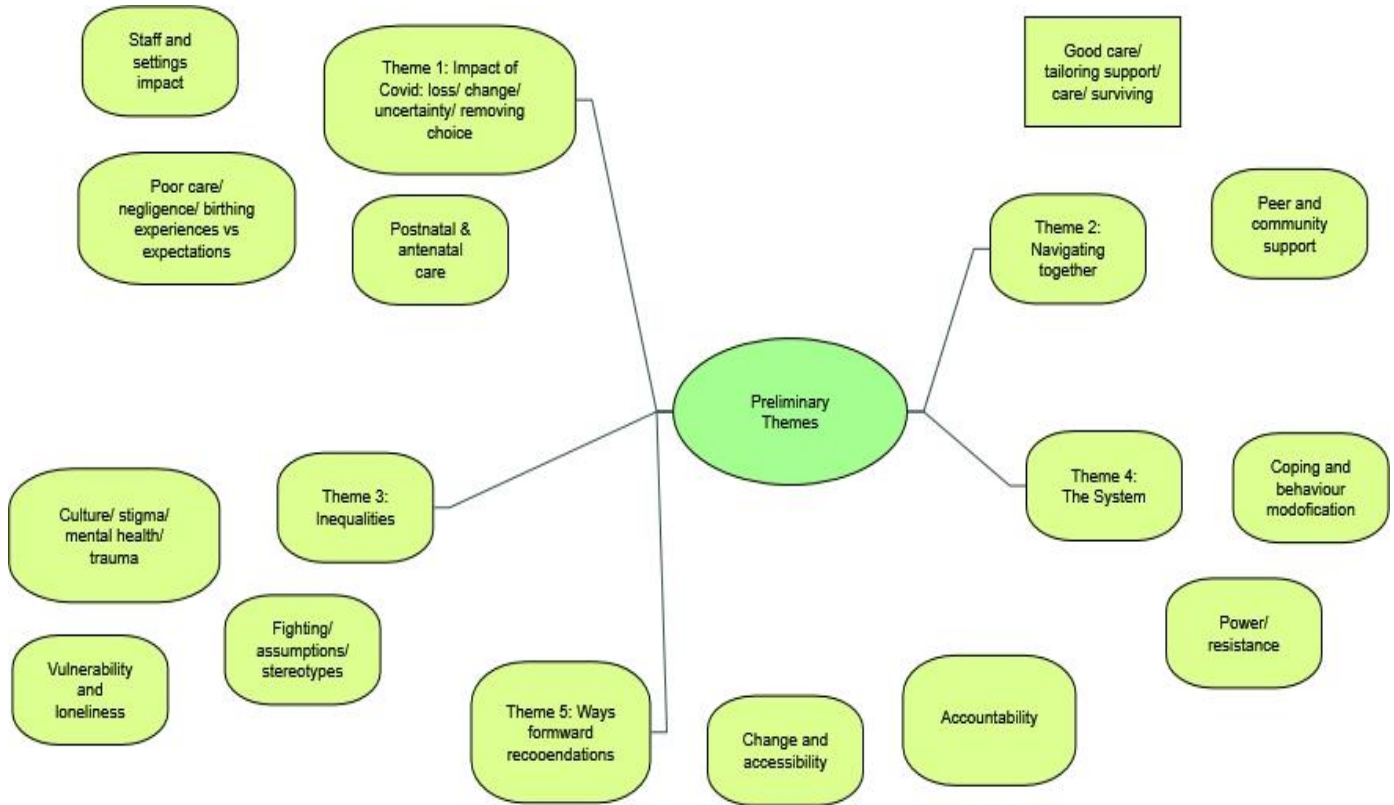 Staff and
settings
impact
Theme 1: Impact of
Covid: loss/ change/
uncertainty/ removing
choice
Good care/
tailoring support/
care/ surviving
Poor care/
negligence/ birthing
experiences vs
expectations
Postnatal &
antenatal
care
Theme 2:
Navigating
together
Peer and
community
support
Preliminary
Themes
Theme 3:
Inequalities
Culture/ stigma/
mental health/
trauma
Theme 4:
The System
Coping and
behaviour
modofication
Fighting/
assumptions/
stereotypes
Vulnerability
and
loneliness
Power/
resistance
Theme 5: Ways
formward
recooendations
Change and
accessibility
Accountability